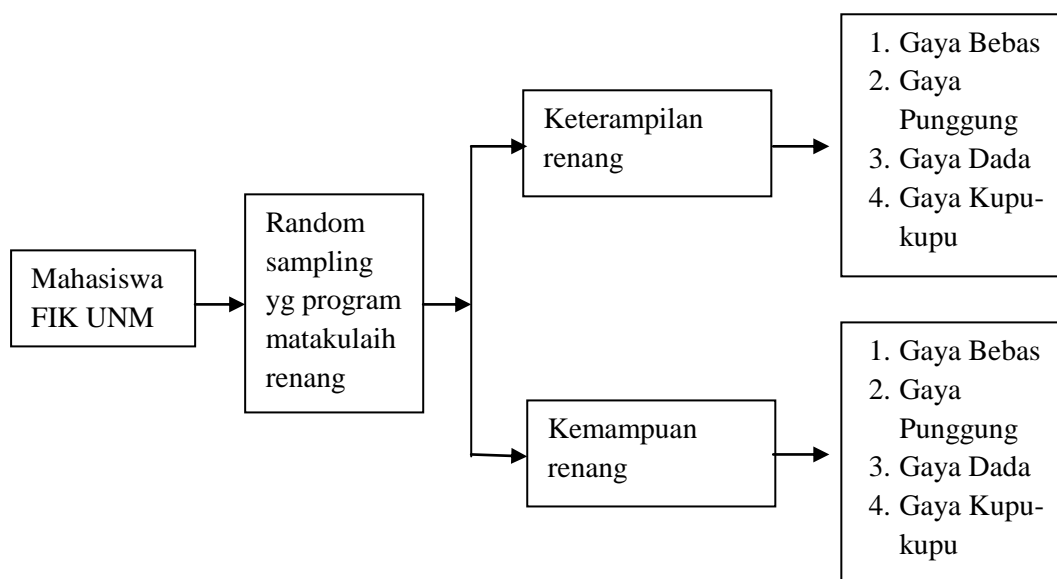 Mahasiswa
FIK UNM
Random
sampling
yg program
matakulaih
renang
Keterampilan
renang
1. Gaya Bebas
2. Gaya
Punggung
3. Gaya Dada
4. Gaya Kupu-
kupu
Kemampuan
renang
1. Gaya Bebas
2. Gaya
Punggung
3. Gaya Dada
4. Gaya Kupu-
kupu